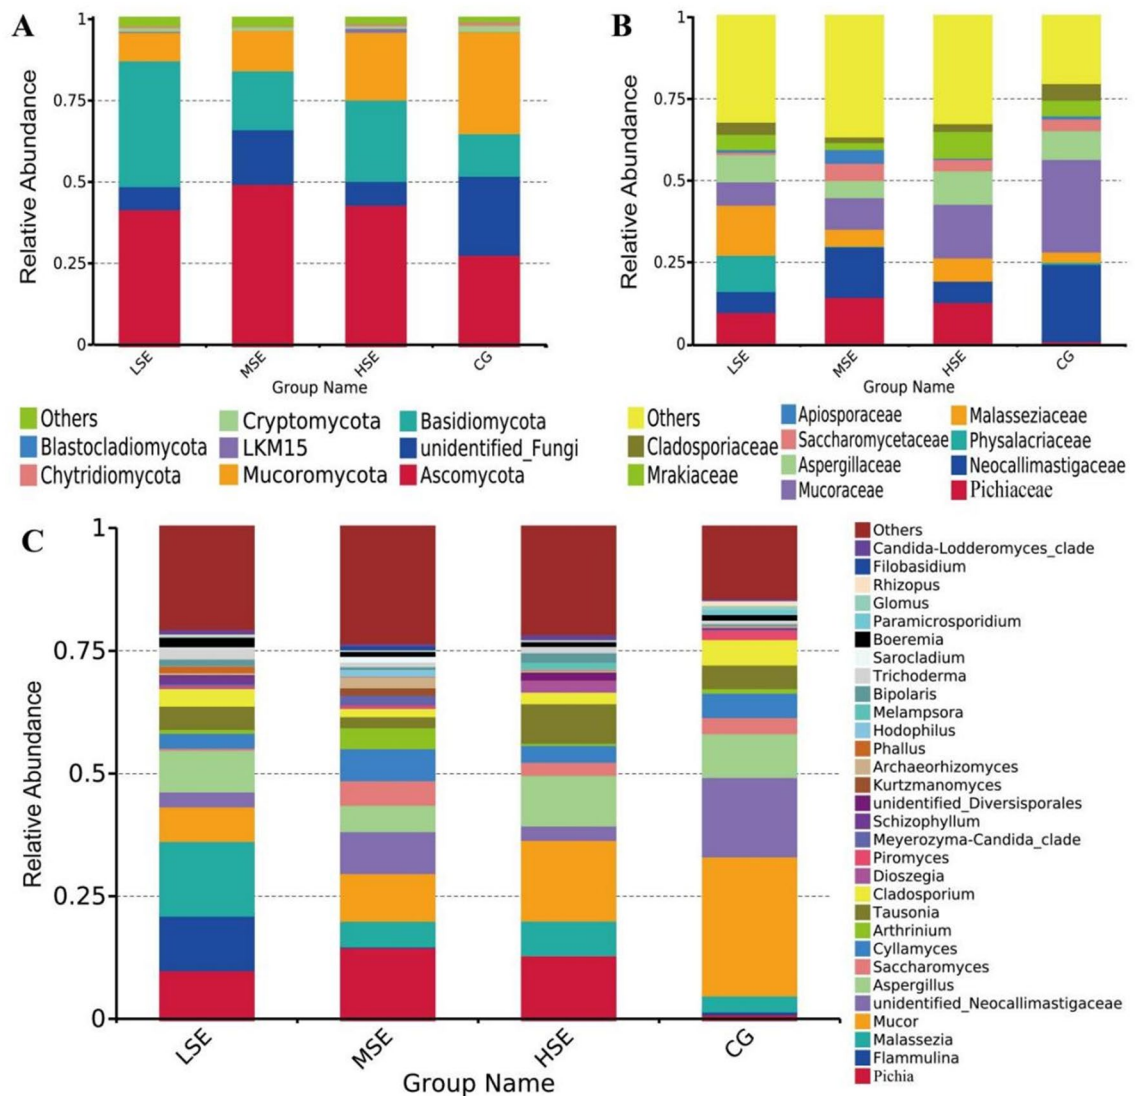 A
Relative Abundance
1
0.75
0.5
0.25
0
LSE
MSE
HSE
CG
Group Name
Others
Blastocladiomycota
Chytridiomycota
Cryptomycota
LKM15
Mucoromycota
Basidiomycota
unidentified_Fungi
Ascomycota
B
Relative Abundance
1
0.75
0.5
0.25
0
LSE
MSE
HSE
CG
Group Name
Others
Cladosporiaceae
Mrakiaceae
Apiosporaceae
Saccharomycetaceae
Aspergillaceae
Mucoraceae
Malasseziaceae
Physalacriaceae
Neocallimastigaceae
Pichiaceae
C
Relative Abundance
1
0.75
0.5
0.25
0
LSE
MSE
HSE
CG
Group Name
Others
Candida-Lodderomyces_clade
Filobasidium
Rhizopus
Glomus
Paramicrosporidium
Boeremia
Sarocladium
Trichoderma
Bipolaris
Melampsora
Hodophilus
Phallus
Archaeorhizomyces
Kurtzmanomyces
unidentified_Diversisporales
Schizophyllum
Meyerozyma-Candida_clade
Piromyces
Dioszegia
Cladosporium
Tausonia
Arthrinium
Cyllamyces
Saccharomyces
Aspergillus
unidentified_Neocallimastigaceae
Mucor
Malassezia
Flammulina
Pichia